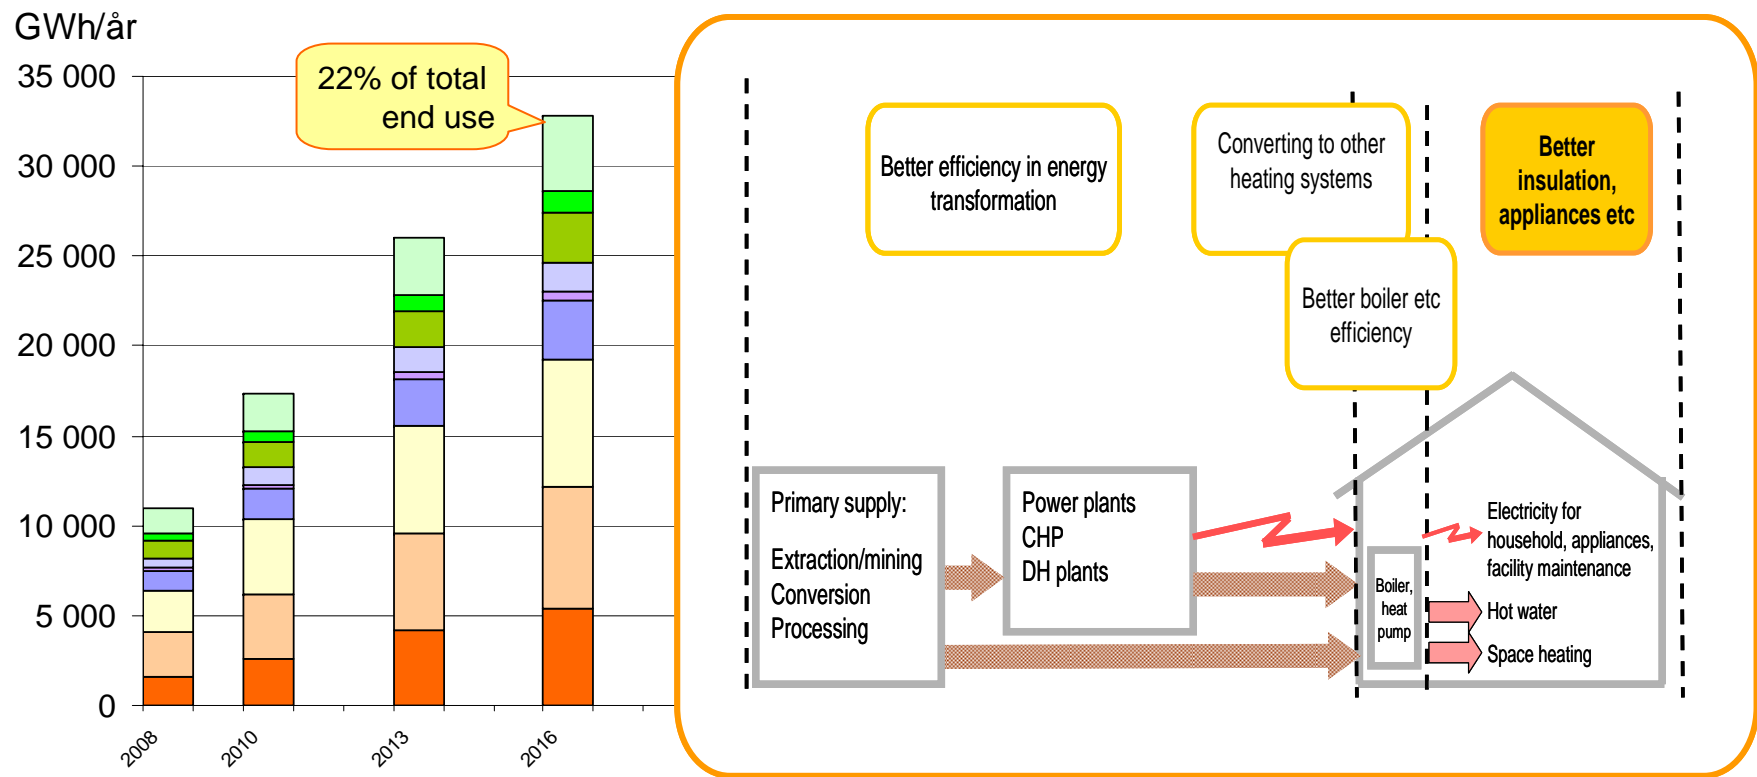 GWh/år
35 000
30 000
25 000
20 000
15 000
10 000
5 000
0
2008
2010
2013
2016
22% of total
end use
Better efficiency in energy
transformation
Converting to other
heating systems
Better boiler etc
efficiency
Better
insulation,
appliances etc
Primary supply:
Extraction/mining
Conversion
Processing
Power plants
CHP
DH plants
Boiler,
heat
pump
Electricity for
household, appliances,
facility maintenance
Hot water
Space heating